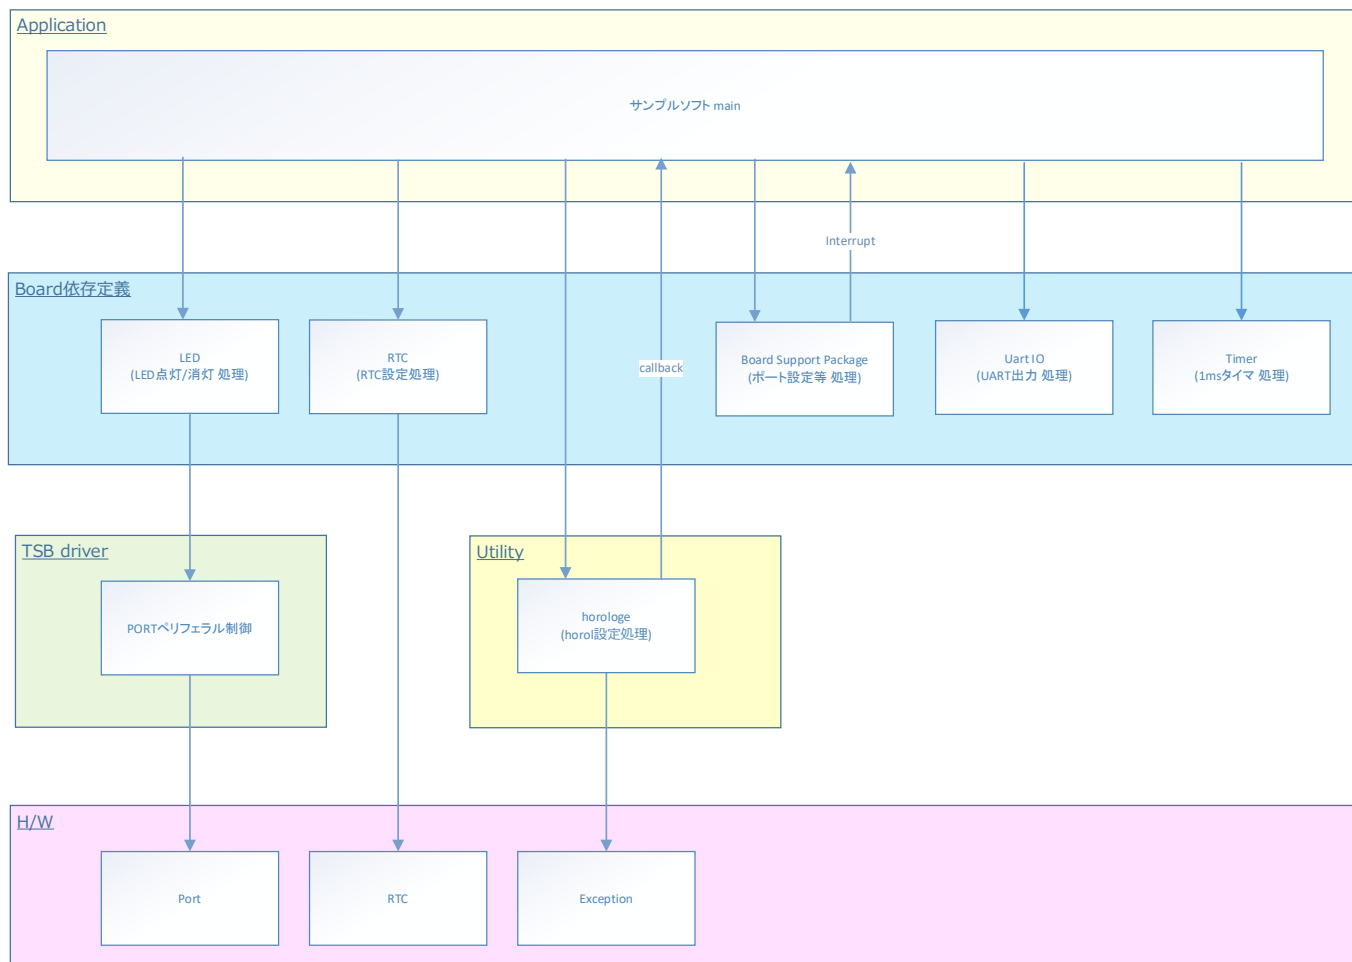 Application
サンプルソフト main
Interrupt
Board依存定義
LED
(LED点灯/消灯 処理)
RTC
(RTC設定処理)
callback
Board Support Package
(ポート設定等 処理)
Uart IO
(UART出力 処理)
Timer
(1msタイマ 処理)
TSB driver
PORTペリフェラル制御
Utility
horologe
(horol設定処理)
H/W
Port
RTC
Exception